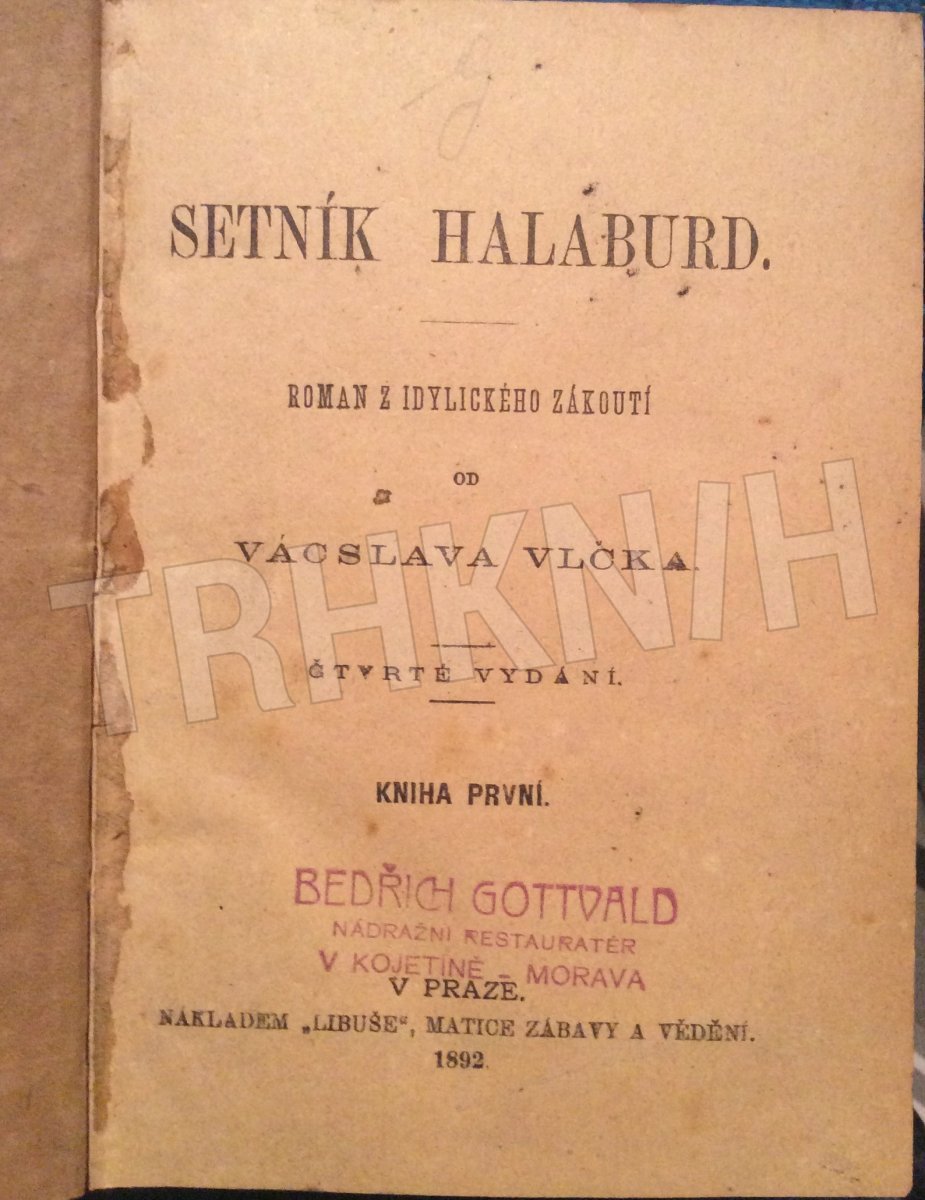 SETNÍK HALABURD.
ROMAN Z IDYLICKÉHO ZÁKOUTÍ
OD
VÁCSLAVA VLČKA.
TRHKNIH
ČTVRTÉ VYDÁNÍ.
KNIHA PRVNÍ.
BEDŘICH GOTTVALD
NÁDRAŽNÍ RESTAURATÉR
V KOJETÍNĚ – MORAVA
V PRAZE.
NÁKLADEM „LIBUŠE“, MATICE ZÁBAVY A VĚDĚNÍ.
1892.